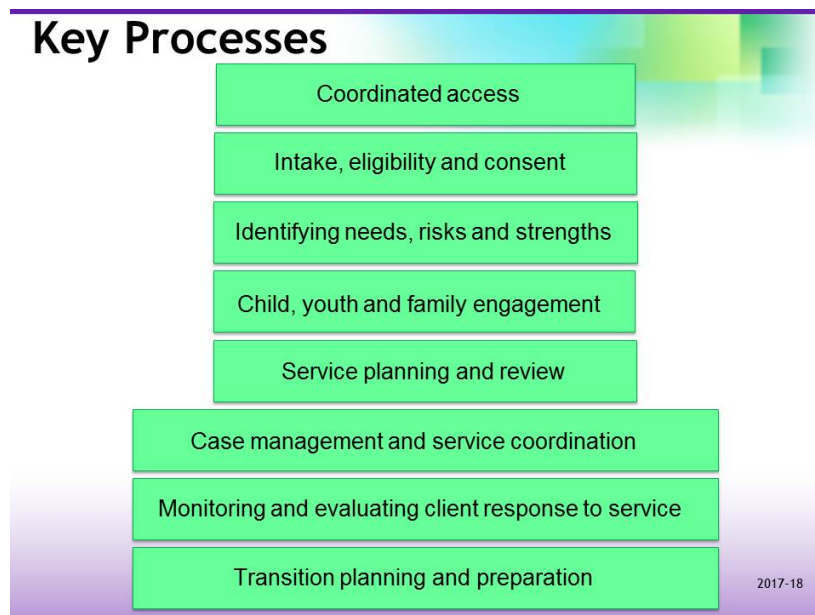 Key Processes
Coordinated access
Intake, eligibility and consent
Identifying needs, risks and strengths
Child, youth and family engagement
Service planning and review
Case management and service coordination
Monitoring and evaluating client response to service
Transition planning and preparation
2017-18